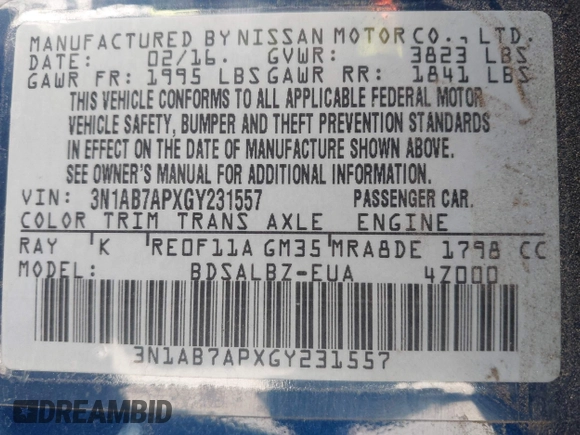 MANUFACTURED BY NISSAN MOTOR CO., LTD.
DATE: 02/16. GVWR: 3823 LBS
GAWR FR: 1995 LBS GAWR RR: 1841 LBS
THIS VEHICLE CONFORMS TO ALL APPLICABLE FEDERAL MOTOR
VEHICLE SAFETY, BUMPER AND THEFT PREVENTION STANDARDS
IN EFFECT ON THE DATE OF MANUFACTURE SHOWN ABOVE.
SEE OWNER'S MANUAL FOR ADDITIONAL INFORMATION.
VIN: 3N1AB7APXGY231557 PASSENGER CAR.
COLOR TRIM TRANS AXLE ENGINE
RAY K RE0F11A GM35 MRA8DE 1798 CC
MODEL: BDSALBZ-EUA 4Z000
3N1AB7APXGY231557
DREAMBID